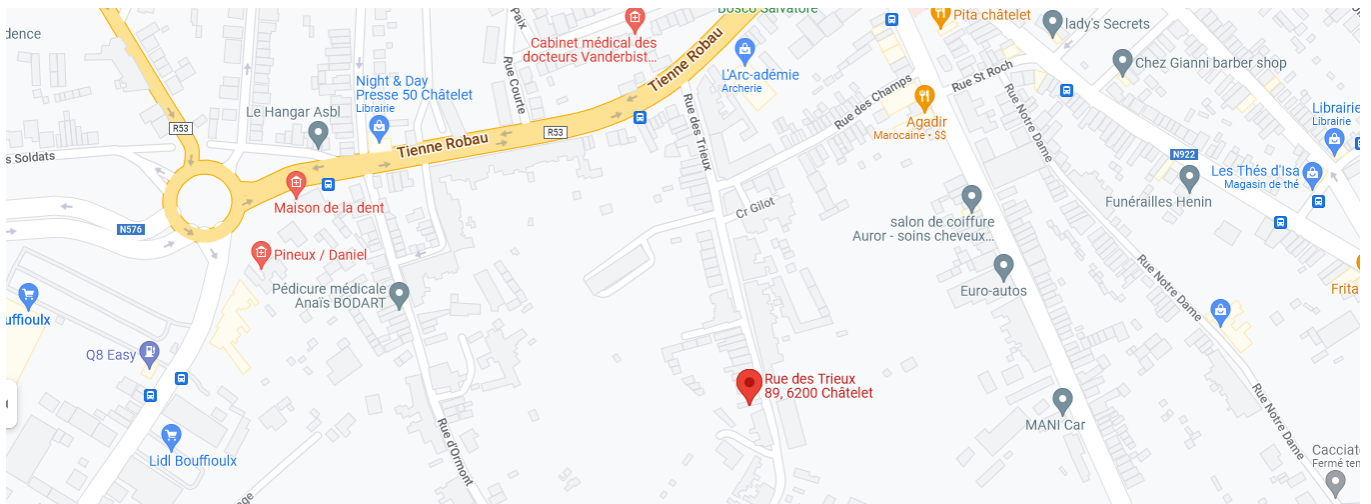 dence
Paix
Bosco Salvatore
Pita châtelet
lady's Secrets
Cabinet médical des
docteurs Vanderbist...
Tienne Robau
L'Arc-adémie
Archerie
Chez Gianni barber shop
Night & Day
Presse 50 Châtelet
Librairie
Rue Courte
Rue des Champs
Rue St Roch
Le Hangar Asbl
Agadir
Marocaine • $$
Librairie
Librairie
R53
R53
Tienne Robau
Rue des Trieux
Rue Notre Dame
N922
s Soldats
Les Thés d'Isa
Magasin de thé
Maison de la dent
Funérailles Henin
Cr Gilot
N576
salon de coiffure
Auror - soins cheveux...
Pineux / Daniel
Pédicure médicale
Anaïs BODART
Euro-autos
Rue Notre Dame
Frita
uffioulx
Q8 Easy
Rue des Trieux
89, 6200 Châtelet
MANI Car
Rue d'Ormont
Rue Notre Dame
Lidl Bouffioulx
Cacciat
Fermé tem